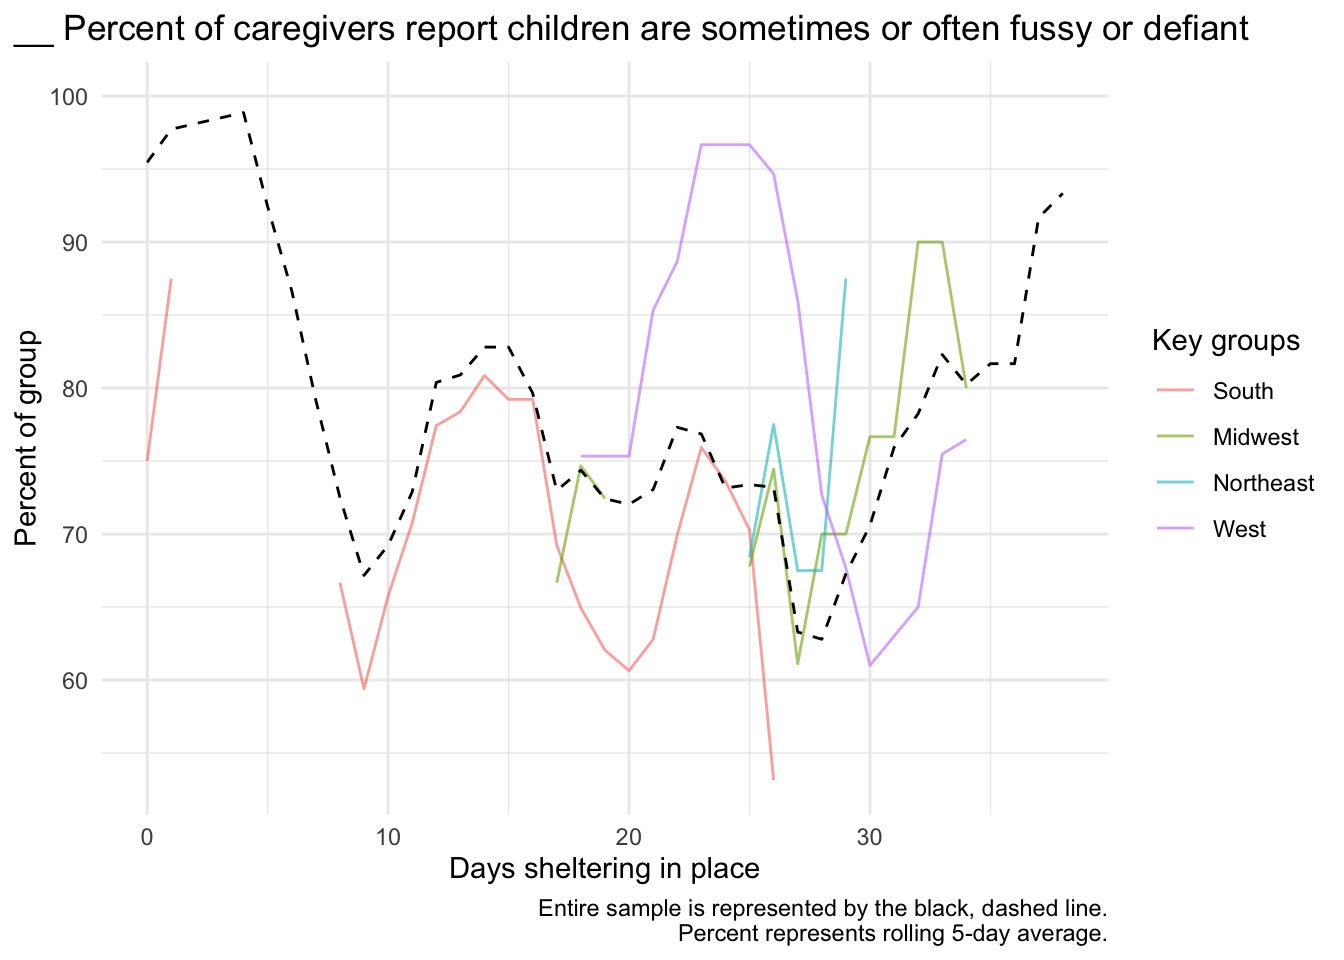 __ Percent of caregivers report children are sometimes or often fussy or defiant
100
90
80
70
60
Percent of group
0 10 20 30
Days sheltering in place
Key groups
South
Midwest
Northeast
West
Entire sample is represented by the black, dashed line.
Percent represents rolling 5-day average.